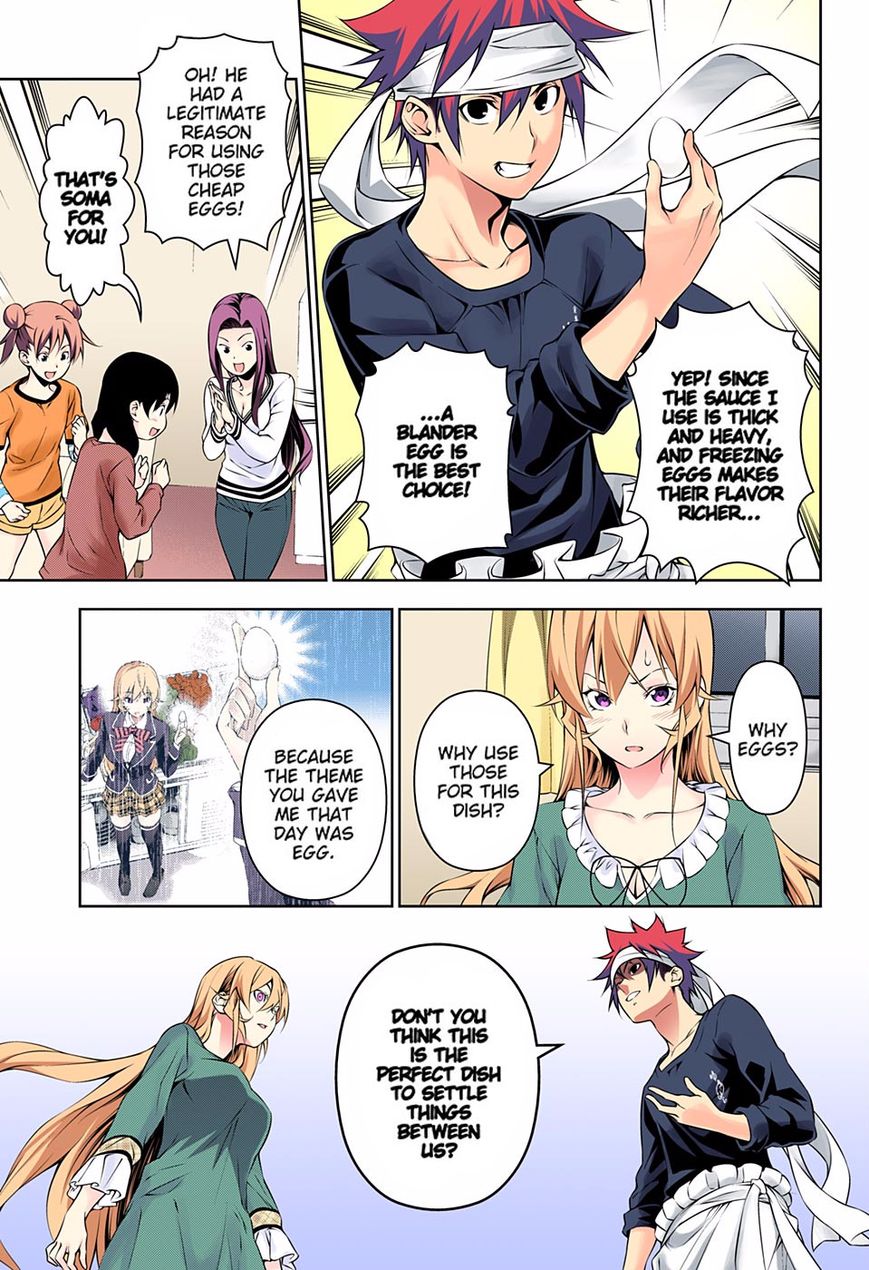 YEP! SINCE
THE SAUCE I
USE IS THICK
AND HEAVY,
AND FREEZING
EGGS MAKES
THEIR FLAVOR
RICHER...
...A
BLANDER
EGG IS
THE BEST
CHOICE!
OH! HE
HAD A
LEGITIMATE
REASON
FOR USING
THOSE
CHEAP
EGGS!
THAT'S
SOMA
FOR
YOU!
WHY
EGGS?
WHY USE
THOSE
FOR THIS
DISH?
BECAUSE
THE THEME
YOU GAVE
ME THAT
DAY WAS
EGG.
DON'T YOU
THINK THIS
IS THE
PERFECT DISH
TO SETTLE
THINGS
BETWEEN
US?